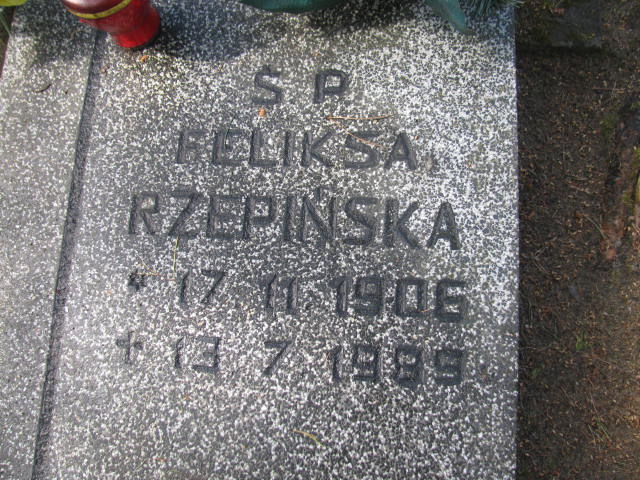 Ś P
FELIKSA
RZEPIŃSKA
* 17 11 1906
† 13 7 1989